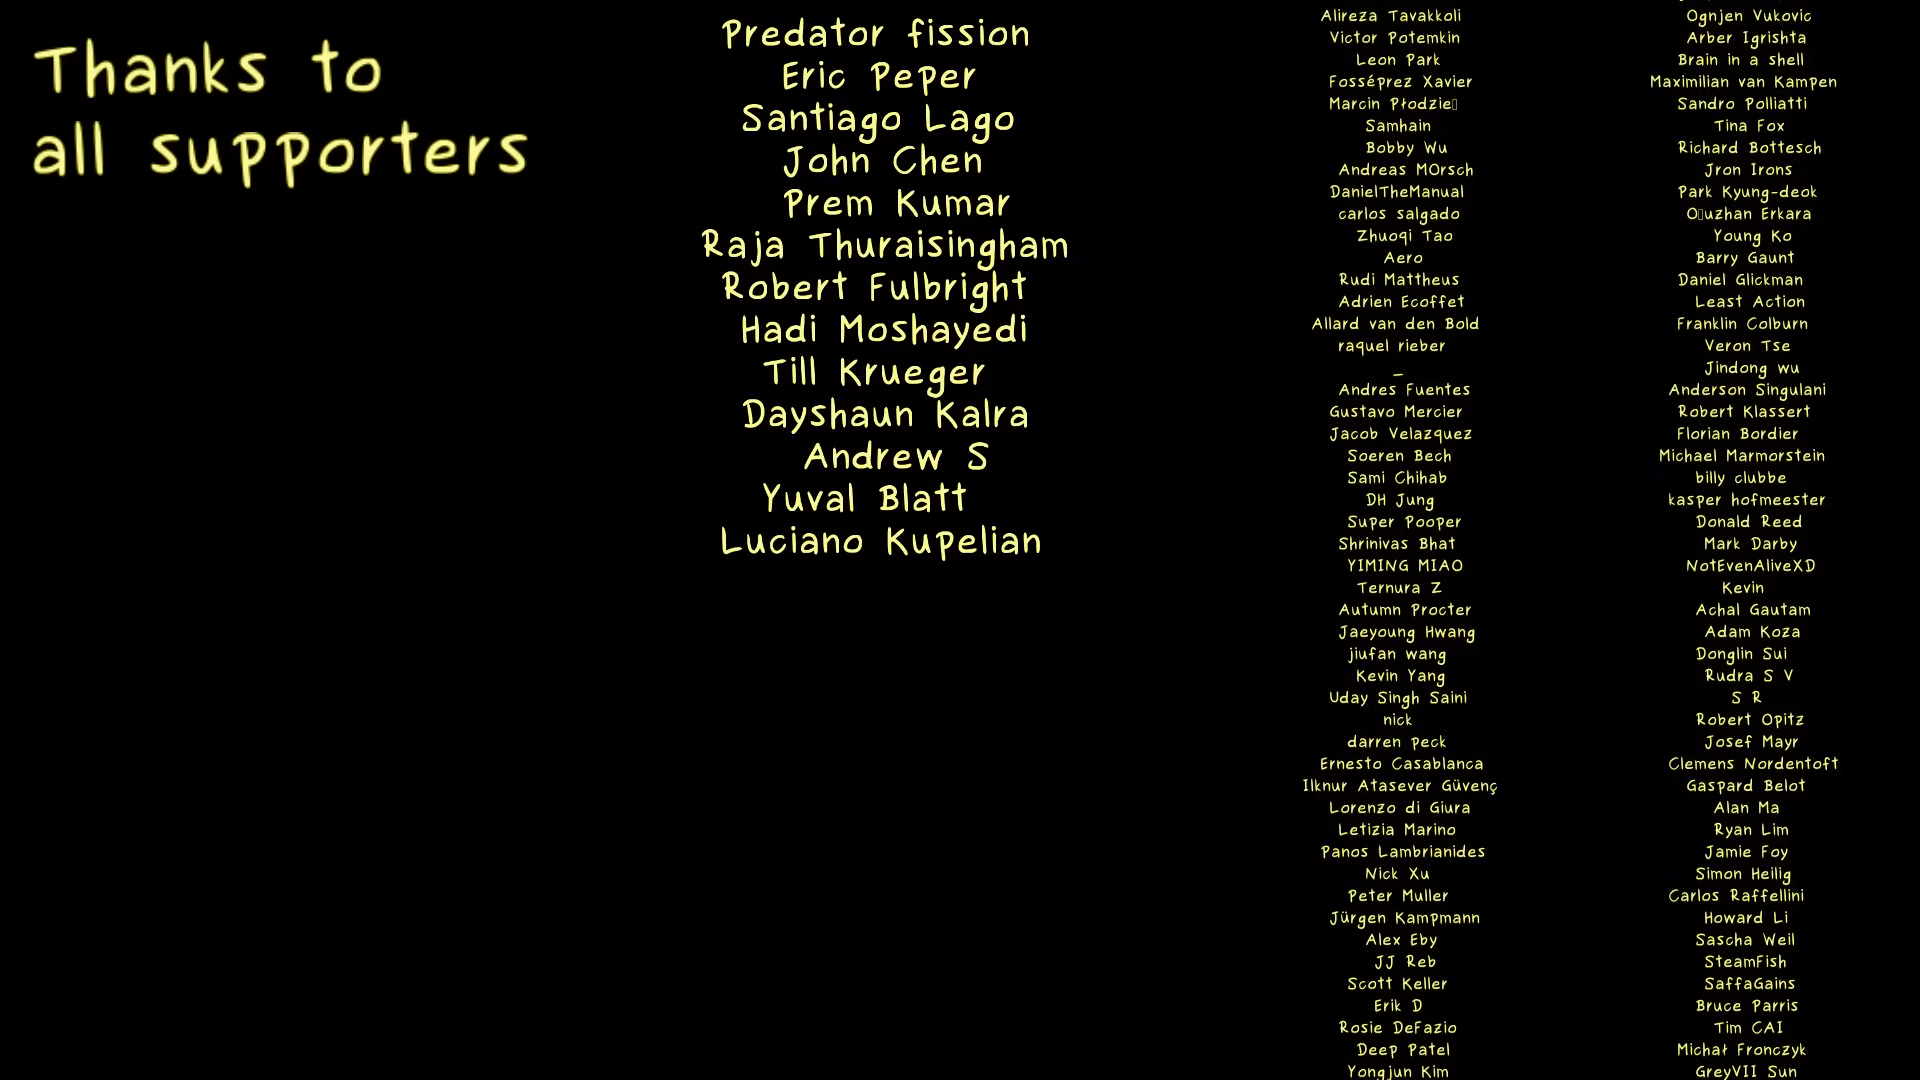 Thanks to
all supporters
Predator fission
Eric Peper
Santiago Lago
John Chen
Prem Kumar
Raja Thuraisingham
Robert Fulbright
Hadi Moshayedi
Till Krueger
Dayshaun Kalra
Andrew S
Yuval Blatt
Luciano Kupelian
Alireza Tavakkoli
Victor Potemkin
Leon Park
Fosséprez Xavier
Marcin Płodzie▯
Samhain
Bobby Wu
Andreas MOrsch
DanielTheManual
carlos salgado
Zhuoqi Tao
Aero
Rudi Mattheus
Adrien Ecoffet
Allard van den Bold
raquel rieber
_
Andres Fuentes
Gustavo Mercier
Jacob Velazquez
Soeren Bech
Sami Chihab
DH Jung
Super Pooper
Shrinivas Bhat
YIMING MIAO
Ternura Z
Autumn Procter
Jaeyoung Hwang
jiufan wang
Kevin Yang
Uday Singh Saini
nick
darren peck
Ernesto Casablanca
Ilknur Atasever Güvenç
Lorenzo di Giura
Letizia Marino
Panos Lambrianides
Nick Xu
Peter Muller
Jürgen Kampmann
Alex Eby
JJ Reb
Scott Keller
Erik D
Rosie DeFazio
Deep Patel
Yongjun Kim
Ognjen Vukovic
Arber Igrishta
Brain in a shell
Maximilian van Kampen
Sandro Polliatti
Tina Fox
Richard Bottesch
Jron Irons
Park Kyung-deok
O▯uzhan Erkara
Young Ko
Barry Gaunt
Daniel Glickman
Least Action
Franklin Colburn
Veron Tse
Jindong wu
Anderson Singulani
Robert Klassert
Florian Bordier
Michael Marmorstein
billy clubbe
kasper hofmeester
Donald Reed
Mark Darby
NotEvenAliveXD
Kevin
Achal Gautam
Adam Koza
Donglin Sui
Rudra S V
S R
Robert Opitz
Josef Mayr
Clemens Nordentoft
Gaspard Belot
Alan Ma
Ryan Lim
Jamie Foy
Simon Heilig
Carlos Raffellini
Howard Li
Sascha Weil
SteamFish
SaffaGains
Bruce Parris
Tim CAI
Michał Fronczyk
GreyVII Sun